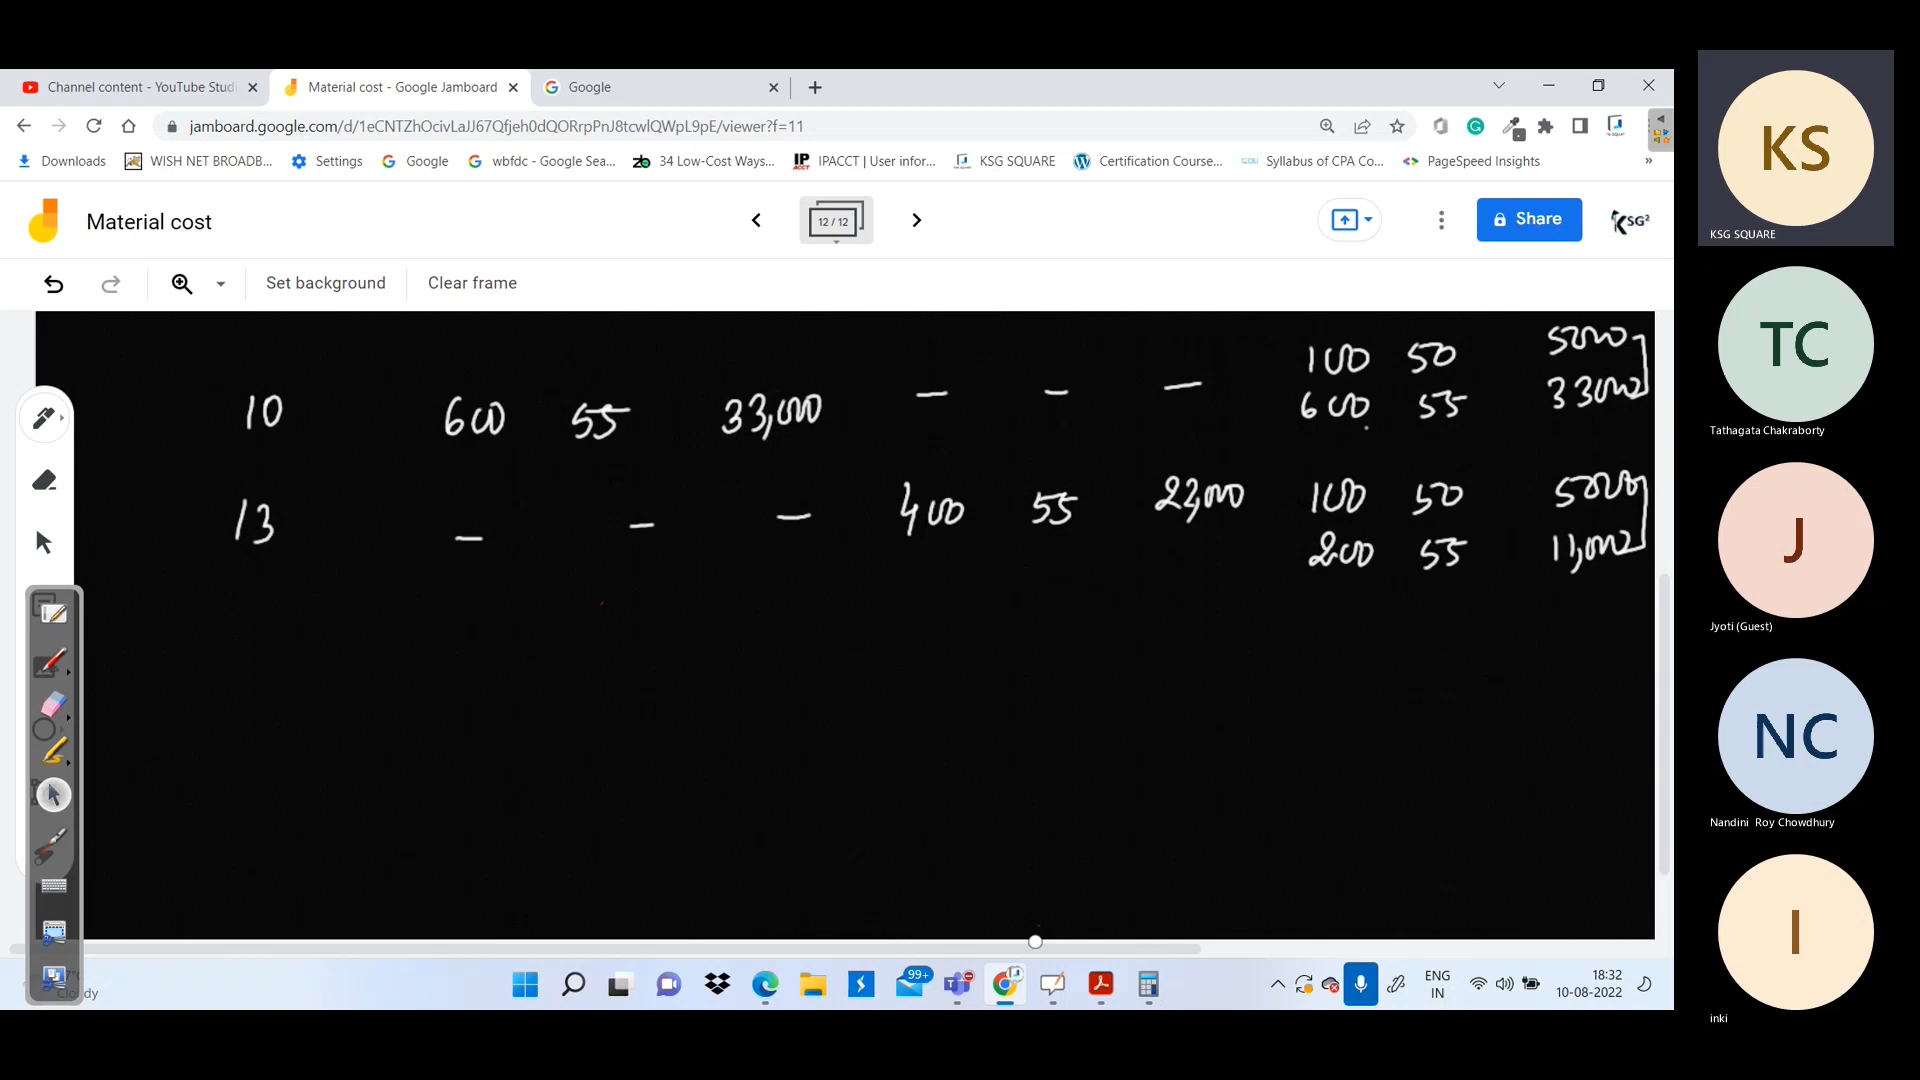 Channel content - YouTube Studi
Material cost - Google Jamboard
Google
jamboard.google.com/d/1eCNTZhOcivLaJJ67Qfjeh0dQORrpPnJ8tcwlQWpL9pE/viewer?f=11
Downloads
WISH NET BROADB...
Settings
Google
wbfdc - Google Sea...
34 Low-Cost Ways...
IPACCT | User infor...
KSG SQUARE
Certification Course...
Syllabus of CPA Co...
PageSpeed Insights
»
Material cost
12 / 12
Share
KSG²
Set background
Clear frame
100 50 5000
10 600 55 33,000 – – – 600 55 33000
13 – – – 400 55 22,000 100 50 5000
200 55 11,000
KS
KSG SQUARE
TC
Tathagata Chakraborty
J
Jyoti (Guest)
NC
Nandini Roy Chowdhury
I
inki
99+
ENG
IN
18:32
10-08-2022